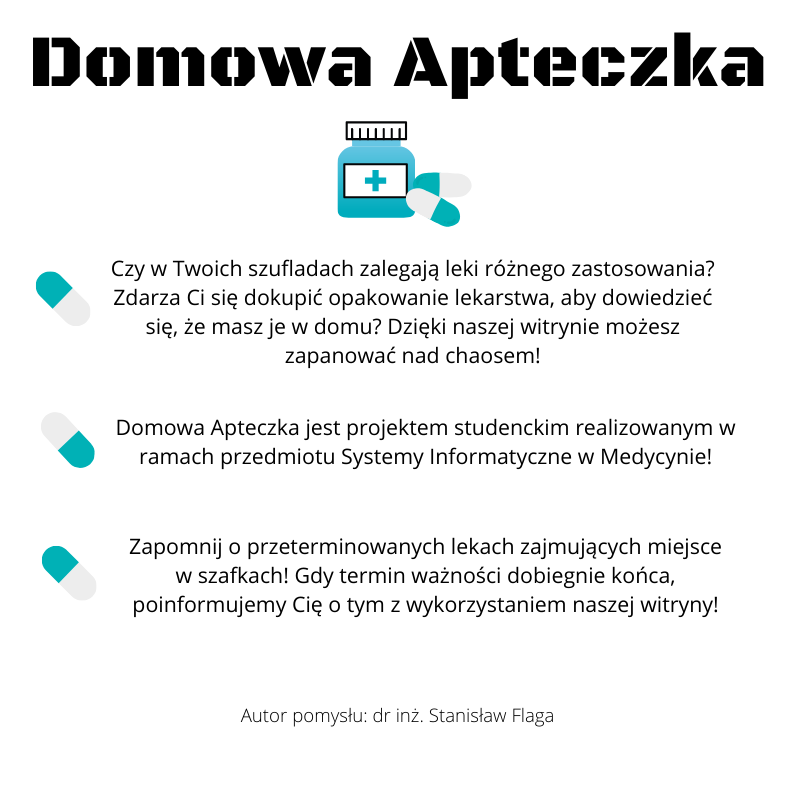 Domowa Apteczka
Czy w Twoich szufladach zalegają leki różnego zastosowania?
Zdarza Ci się dokupić opakowanie lekarstwa, aby dowiedzieć
się, że masz je w domu? Dzięki naszej witrynie możesz
zapanować nad chaosem!
Domowa Apteczka jest projektem studenckim realizowanym w
ramach przedmiotu Systemy Informatyczne w Medycynie!
Zapomnij o przeterminowanych lekach zajmujących miejsce
w szafkach! Gdy termin ważności dobiegnie końca,
poinformujemy Cię o tym z wykorzystaniem naszej witryny!
Autor pomysłu: dr inż. Stanisław Flaga